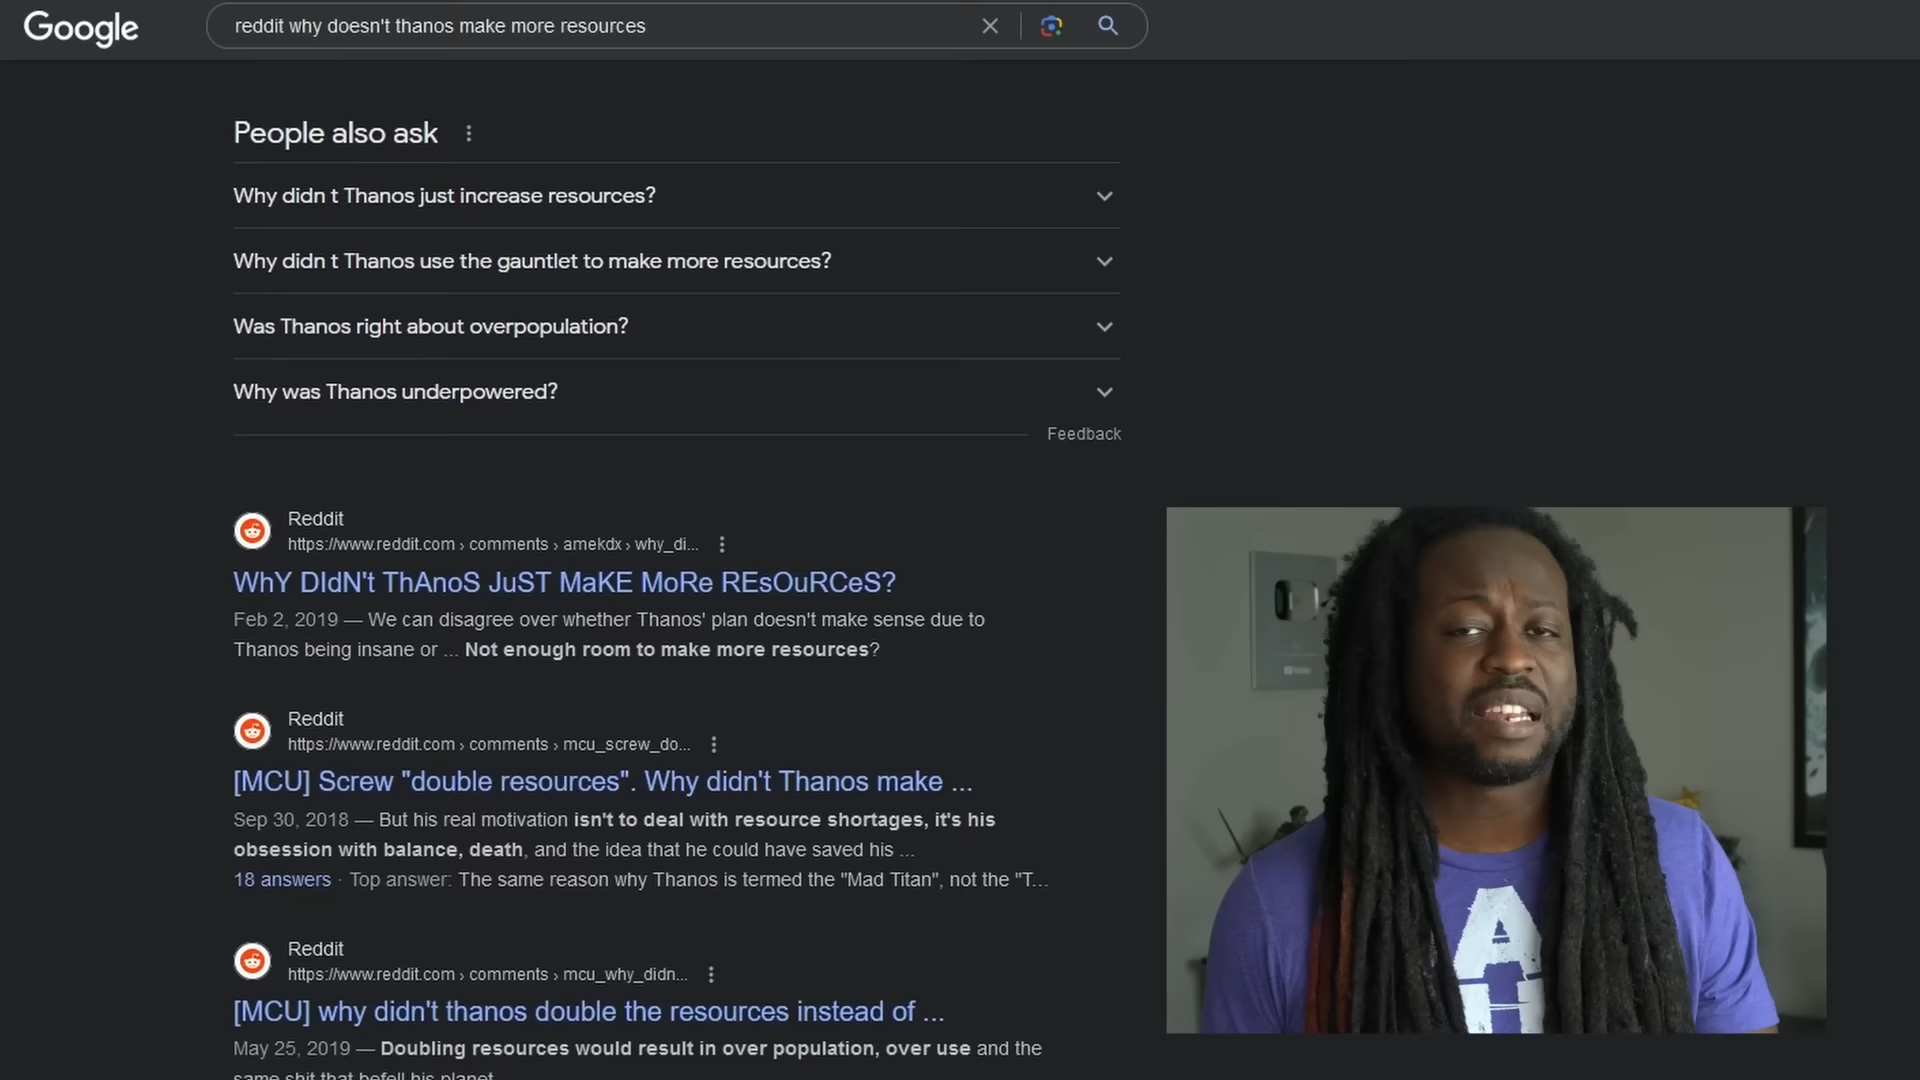 Google
reddit why doesn't thanos make more resources
People also ask
Why didn t Thanos just increase resources?
Why didn t Thanos use the gauntlet to make more resources?
Was Thanos right about overpopulation?
Why was Thanos underpowered?
Feedback
Reddit
https://www.reddit.com › comments › amekdx › why_di...
WhY DIdN't ThAnoS JuST MaKE MoRe REsOuRCeS?
Feb 2, 2019 — We can disagree over whether Thanos' plan doesn't make sense due to
Thanos being insane or ... Not enough room to make more resources?
Reddit
https://www.reddit.com › comments › mcu_screw_do...
[MCU] Screw "double resources". Why didn't Thanos make ...
Sep 30, 2018 — But his real motivation isn't to deal with resource shortages, it's his
obsession with balance, death, and the idea that he could have saved his ...
18 answers · Top answer: The same reason why Thanos is termed the "Mad Titan", not the "T...
Reddit
https://www.reddit.com › comments › mcu_why_didn...
[MCU] why didn't thanos double the resources instead of ...
May 25, 2019 — Doubling resources would result in over population, over use and the
same shit that befell his planet
A
H